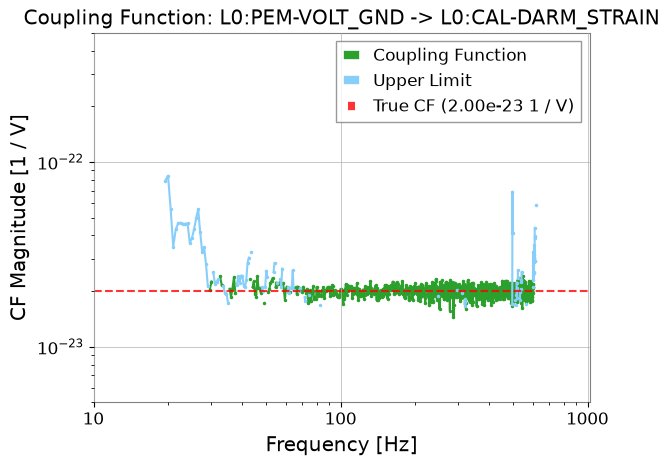 Coupling Function: L0:PEM-VOLT_GND -> L0:CAL-DARM_STRAIN
Coupling Function
Upper Limit
True CF (2.00e-23 1 / V)
CF Magnitude [1 / V]
10⁻²²
10⁻²³
10
100
1000
Frequency [Hz]